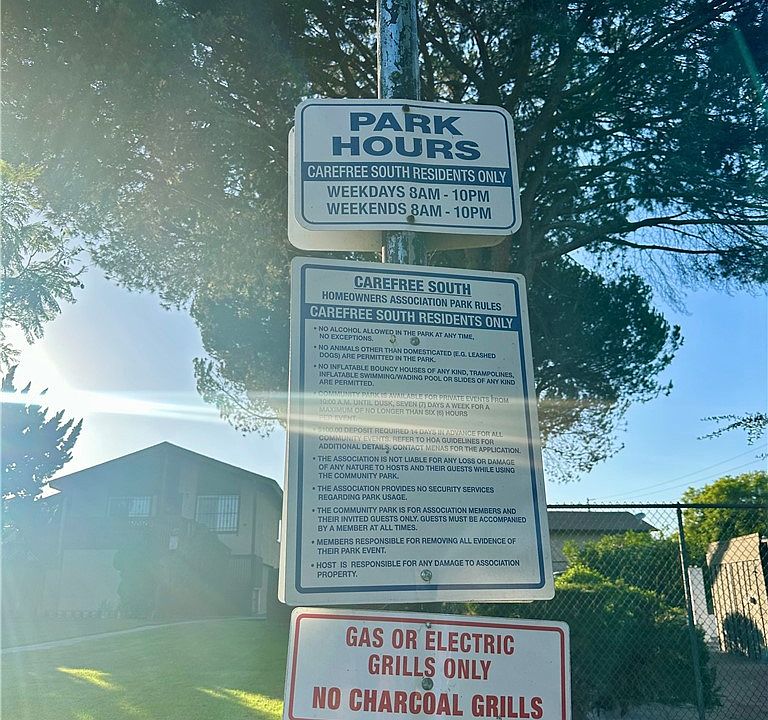 PARK
HOURS
CAREFREE SOUTH RESIDENTS ONLY
WEEKDAYS 8AM - 10PM
WEEKENDS 8AM - 10PM
CAREFREE SOUTH
HOMEOWNERS ASSOCIATION PARK RULES
CAREFREE SOUTH RESIDENTS ONLY
• NO ALCOHOL ALLOWED IN THE PARK AT ANY TIME,
NO EXCEPTIONS.
• NO ANIMALS OTHER THAN DOMESTICATED (E.G. LEASHED
DOGS) ARE PERMITTED IN THE PARK.
• NO INFLATABLE BOUNCY HOUSES OF ANY KIND, TRAMPOLINES,
INFLATABLE SWIMMING/WADING POOL OR SLIDES OF ANY KIND
ARE PERMITTED.
• COMMUNITY PARK IS AVAILABLE FOR PRIVATE EVENTS FROM
A.M. UNTIL DUSK, SEVEN (7) DAYS A WEEK FOR A
MAXIMUM OF NO LONGER THAN SIX (6) HOURS
PER EVENT.
• $100.00 DEPOSIT REQUIRED 14 DAYS IN ADVANCE FOR ALL
COMMUNITY EVENTS. REFER TO HOA GUIDELINES FOR
ADDITIONAL DETAILS. CONTACT MENAS FOR THE APPLICATION.
• THE ASSOCIATION IS NOT LIABLE FOR ANY LOSS OR DAMAGE
OF ANY NATURE TO HOSTS AND THEIR GUESTS WHILE USING
THE COMMUNITY PARK.
• THE ASSOCIATION PROVIDES NO SECURITY SERVICES
REGARDING PARK USAGE.
• THE COMMUNITY PARK IS FOR ASSOCIATION MEMBERS AND
THEIR INVITED GUESTS ONLY. GUESTS MUST BE ACCOMPANIED
BY A MEMBER AT ALL TIMES.
• MEMBERS RESPONSIBLE FOR REMOVING ALL EVIDENCE OF
THEIR PARK EVENT.
• HOST IS RESPONSIBLE FOR ANY DAMAGE TO ASSOCIATION
PROPERTY.
GAS OR ELECTRIC
GRILLS ONLY
NO CHARCOAL GRILLS